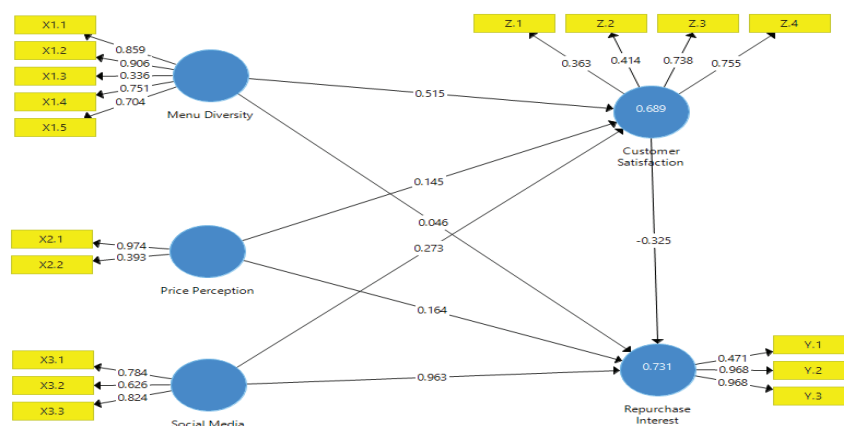 X1.1
X1.2
X1.3
X1.4
X1.5
0.859
0.906
0.336
0.751
0.704
Menu Diversity
X2.1
X2.2
0.974
0.393
Price Perception
X3.1
X3.2
X3.3
0.784
0.626
0.824
Social Media
0.515
0.145
0.046
0.273
0.164
0.963
Z.1
Z.2
Z.3
Z.4
0.363
0.414
0.738
0.755
0.689
Customer
Satisfaction
-0.325
0.731
Repurchase
Interest
0.471
0.968
0.968
Y.1
Y.2
Y.3